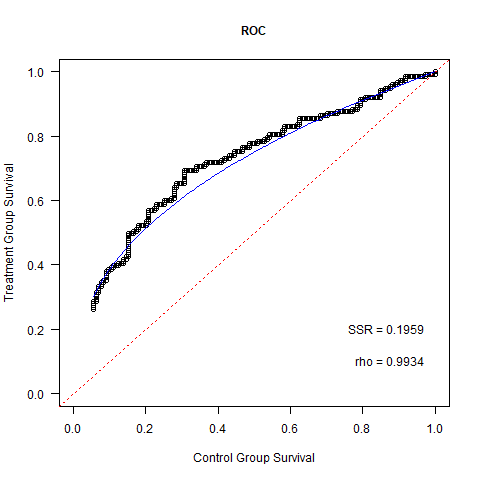 ROC
1.0
0.8
0.6
0.4
0.2
0.0
Treatment Group Survival
SSR = 0.1959
rho = 0.9934
0.0 0.2 0.4 0.6 0.8 1.0
Control Group Survival